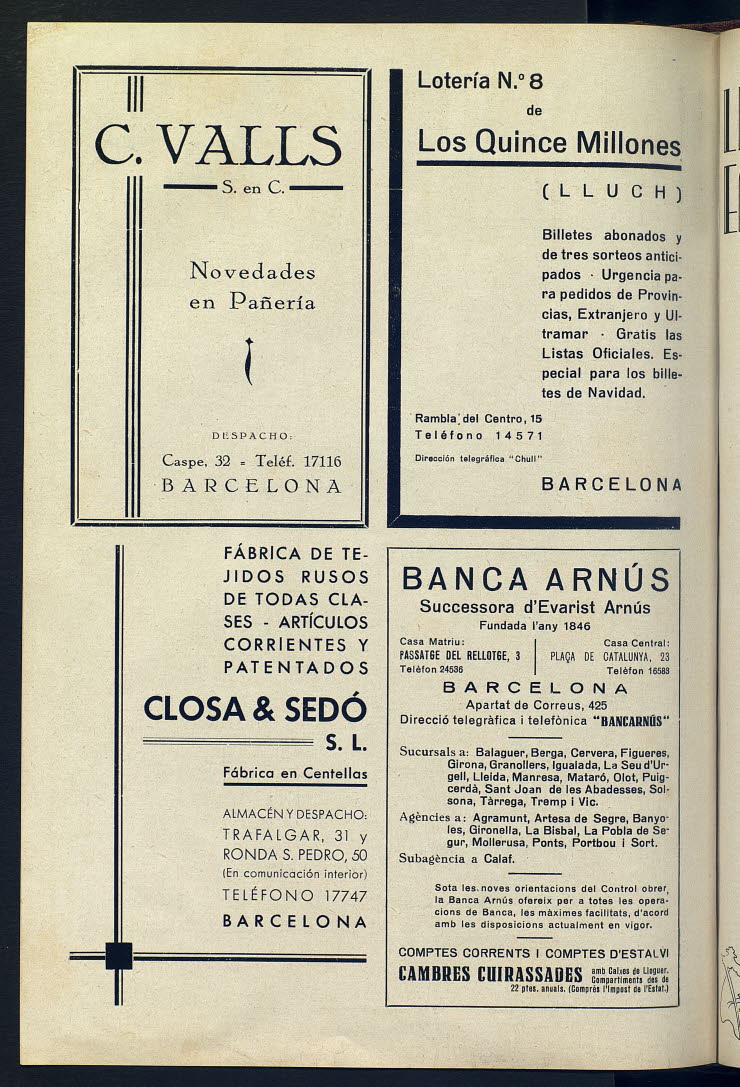 C. VALLS
S. en C.
Novedades
en Pañería
DESPACHO:
Caspe, 32 = Teléf. 17116
BARCELONA
Lotería N.º 8
de
Los Quince Millones
(LLUCH)
Billetes abonados y
de tres sorteos antici-
pados · Urgencia pa-
ra pedidos de Provin-
cias, Extranjero y Ul-
tramar · Gratis las
Listas Oficiales. Es-
pecial para los bille-
tes de Navidad.
Rambla del Centro, 15
Teléfono 14571
Dirección telegráfica "Chull"
BARCELONA
FÁBRICA DE TE-
JIDOS RUSOS
DE TODAS CLA-
SES - ARTÍCULOS
CORRIENTES Y
PATENTADOS
CLOSA & SEDÓ
S. L.
Fábrica en Centellas
ALMACÉN Y DESPACHO:
TRAFALGAR, 31 y
RONDA S. PEDRO, 50
(En comunicación interior)
TELÉFONO 17747
BARCELONA
BANCA ARNÚS
Successora d'Evarist Arnús
Fundada l'any 1846
Casa Matriu:
PASSATGE DEL RELLOTGE, 3
Telèfon 24536
Casa Central:
PLAÇA DE CATALUNYA, 23
Telèfon 16583
BARCELONA
Apartat de Correus, 425
Direcció telegràfica i telefònica "BANCARNÚS"
Sucursals a: Balaguer, Berga, Cervera, Figueres,
Girona, Granollers, Igualada, La Seu d'Ur-
gell, Lleida, Manresa, Mataró, Olot, Puig-
cerdà, Sant Joan de les Abadesses, Sol-
sona, Tàrrega, Tremp i Vic.
Agències a: Agramunt, Artesa de Segre, Banyo-
les, Gironella, La Bisbal, La Pobla de Se-
gur, Mollerusa, Ponts, Portbou i Sort.
Subagència a Calaf.
Sota les noves orientacions del Control obrer,
la Banca Arnús ofereix per a totes les opera-
cions de Banca, les màximes facilitats, d'acord
amb les disposicions actualment en vigor.
COMPTES CORRENTS I COMPTES D'ESTALVI
CAMBRES CUIRASSADES amb Caixes de Lloguer.
Compartiments des de
22 ptes. anuals. (Comprès l'Impost de l'Estat.)